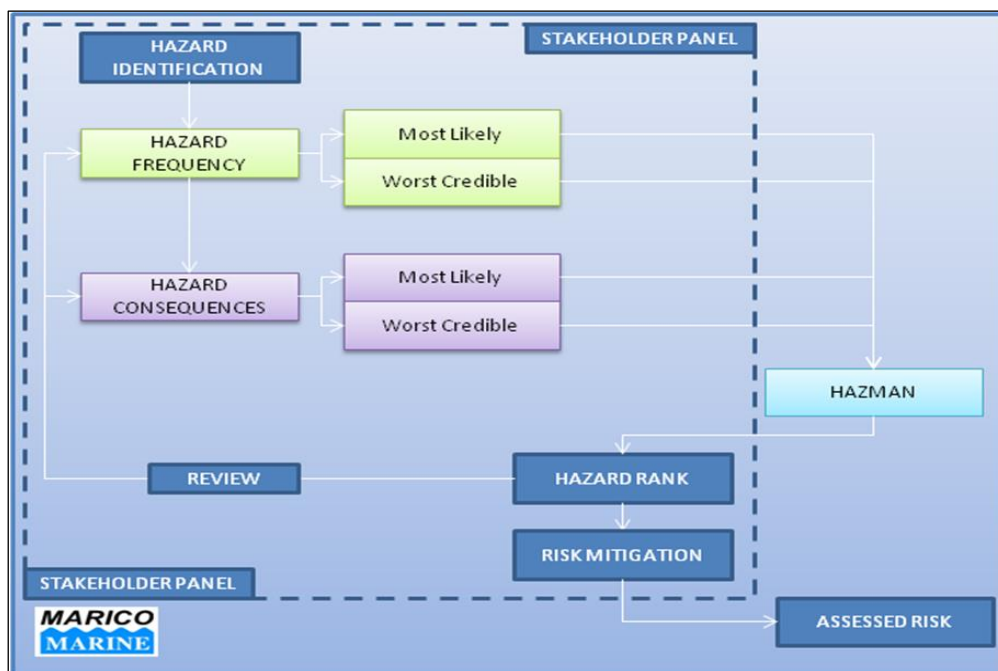 HAZARD
IDENTIFICATION
STAKEHOLDER PANEL
HAZARD
FREQUENCY
Most Likely
Worst Credible
HAZARD
CONSEQUENCES
Most Likely
Worst Credible
HAZMAN
REVIEW
HAZARD RANK
RISK MITIGATION
STAKEHOLDER PANEL
MARICO
MARINE
ASSESSED RISK